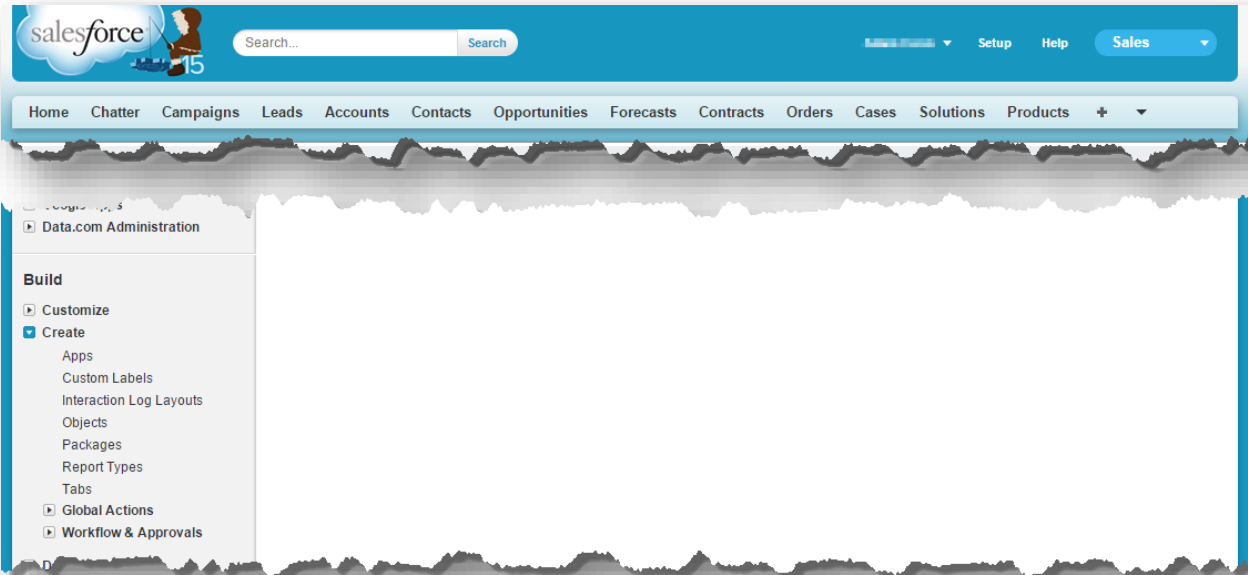 salesforce
15
Search... Search Setup Help Sales
Home Chatter Campaigns Leads Accounts Contacts Opportunities Forecasts Contracts Orders Cases Solutions Products +
Data.com Administration
Build
Customize
Create
Apps
Custom Labels
Interaction Log Layouts
Objects
Packages
Report Types
Tabs
Global Actions
Workflow & Approvals